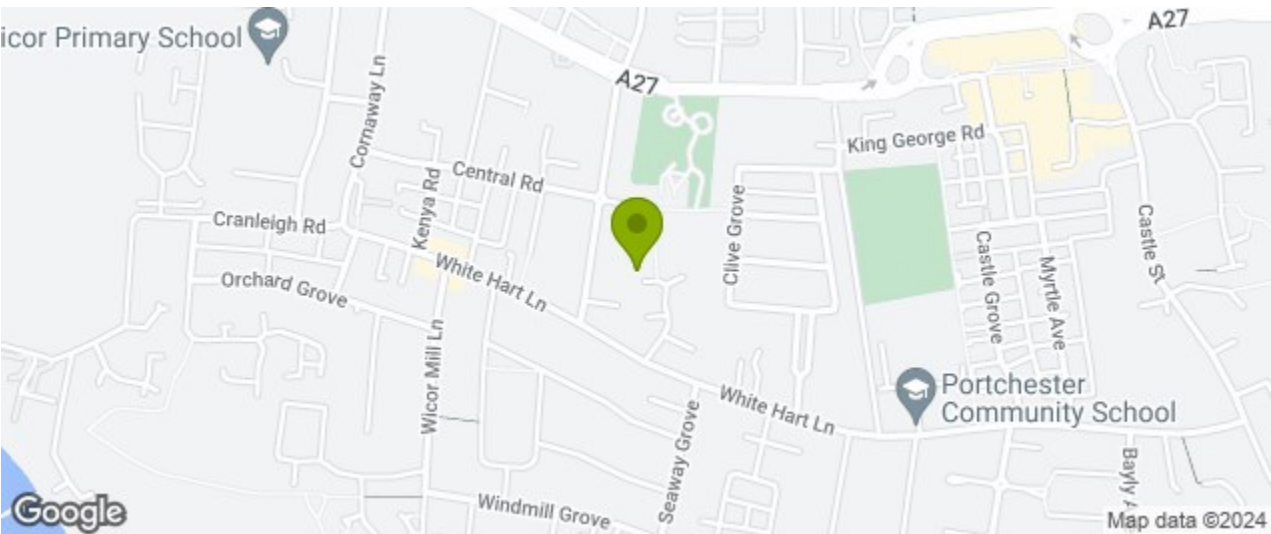 A27
icor Primary School
A27
Cornaway Ln
King George Rd
Central Rd
Kenya Rd
Clive Grove
Cranleigh Rd
Castle St
White Hart Ln
Castle Grove
Myrtle Ave
Orchard Grove
Wicor Mill Ln
Portchester
Community School
White Hart Ln
Seaway Grove
Bayly A
Windmill Grove
Google
Map data ©2024